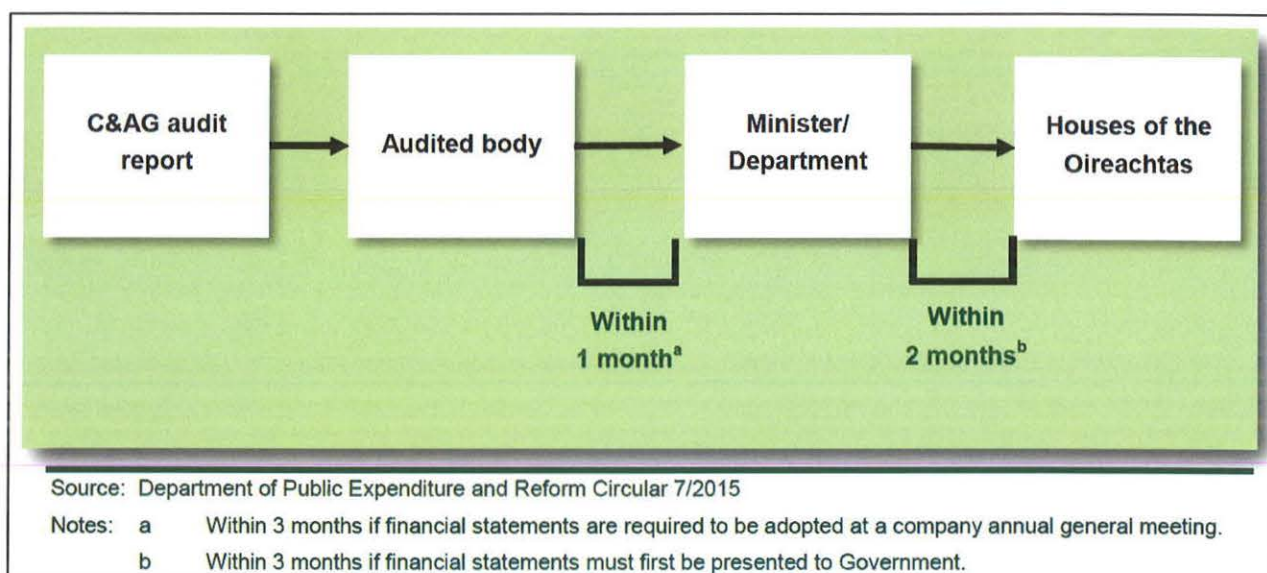 C&AG audit
report
Audited body
Minister/
Department
Houses of the
Oireachtas
Within
1 monthᵃ
Within
2 monthsᵇ
Source: Department of Public Expenditure and Reform Circular 7/2015
Notes: a Within 3 months if financial statements are required to be adopted at a company annual general meeting.
b Within 3 months if financial statements must first be presented to Government.